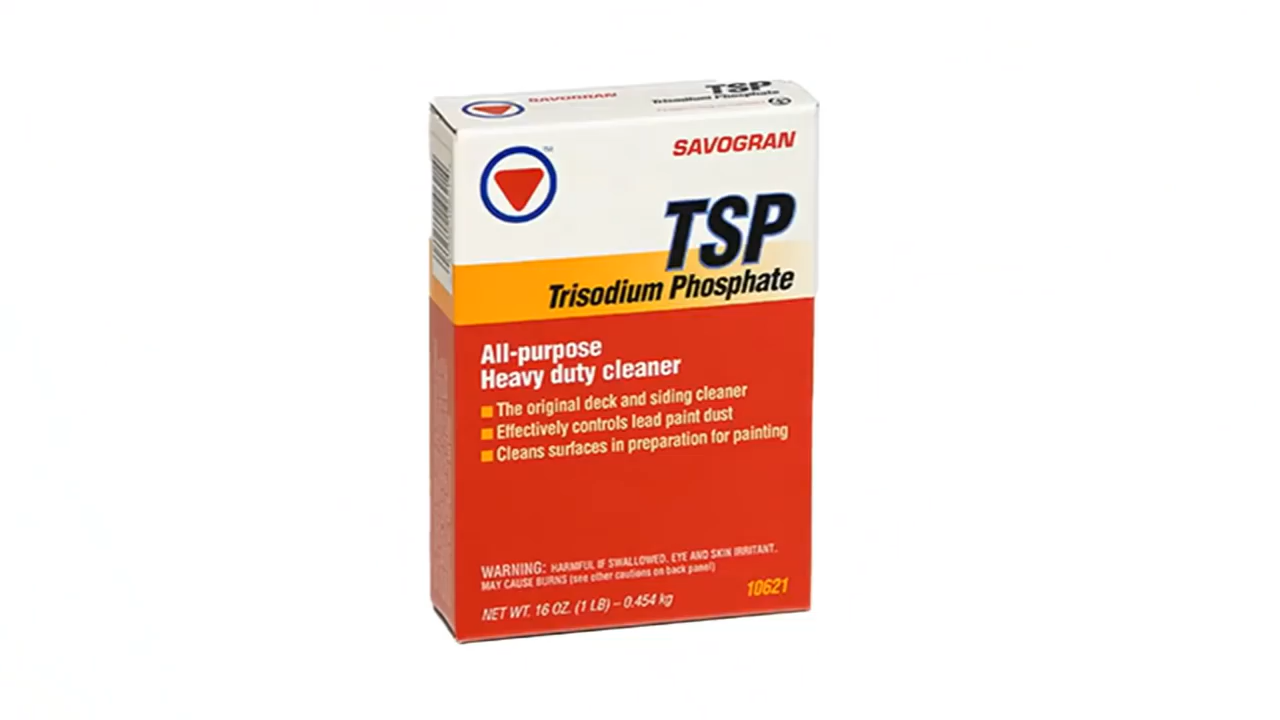 SAVOGRAN
TSP
Trisodium Phosphate
TM
SAVOGRAN
TSP
Trisodium Phosphate
All-purpose
Heavy duty cleaner
The original deck and siding cleaner
Effectively controls lead paint dust
Cleans surfaces in preparation for painting
WARNING: HARMFUL IF SWALLOWED. EYE AND SKIN IRRITANT.
MAY CAUSE BURNS (see other cautions on back panel)
10621
NET WT. 16 OZ. (1 LB) – 0.454 kg